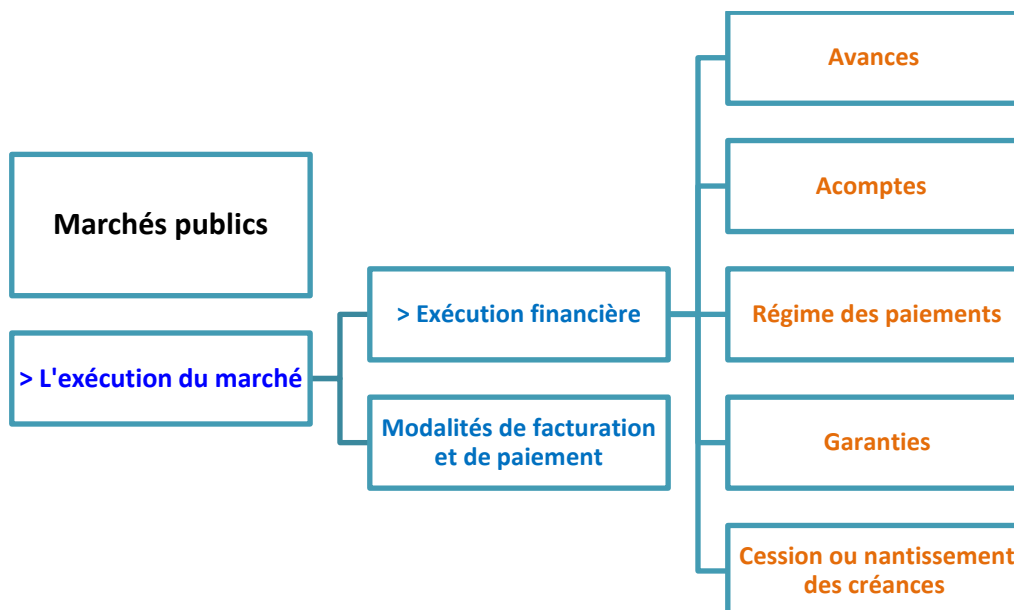 Marchés publics
> L'exécution du marché
> Exécution financière
Modalités de facturation
et de paiement
Avances
Acomptes
Régime des paiements
Garanties
Cession ou nantissement
des créances